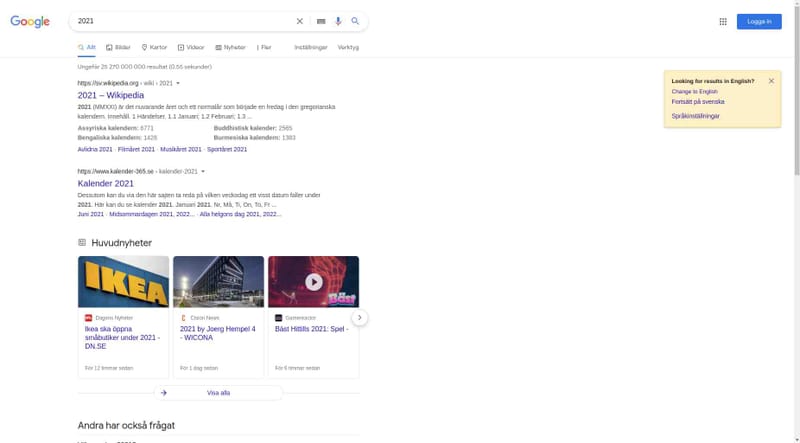 Google
2021
Logga in
Allt
Bilder
Kartor
Videor
Nyheter
Fler
Inställningar
Verktyg
Ungefär 25 270 000 000 resultat (0,66 sekunder)
https://sv.wikipedia.org › wiki › 2021
2021 – Wikipedia
2021 (MMXXI) är det nuvarande året och ett normalår som började en fredag i den gregorianska
kalendern. Innehåll. 1 Händelser. 1.1 Januari; 1.2 Februari; 1.3 ...
Assyriska kalendern: 6771
Buddhistisk kalender: 2565
Bengaliska kalendern: 1428
Burmesiska kalendern: 1383
Avlidna 2021 · Filmåret 2021 · Musikåret 2021 · Sportåret 2021
https://www.kalender-365.se › kalender-2021
Kalender 2021
Dessutom kan du via den här sajten ta reda på vilken veckodag ett visst datum faller under
2021. Här kan du se kalender 2021. Januari 2021. Nr, Må, Ti, On, To, Fr ...
Juni 2021 · Midsommardagen 2021, 2022... · Alla helgons dag 2021, 2022...
Looking for results in English?
Change to English
Fortsätt på svenska
Språkinställningar
Huvudnyheter
IKEA
Bäst
Dagens Nyheter
Ikea ska öppna
småbutiker under 2021 -
DN.SE
För 12 timmar sedan
Cision News
2021 by Joerg Hempel 4
- WICONA
För 1 dag sedan
Gamereactor
Bäst Hittills 2021: Spel -
För 6 timmar sedan
Visa alla
Andra har också frågat